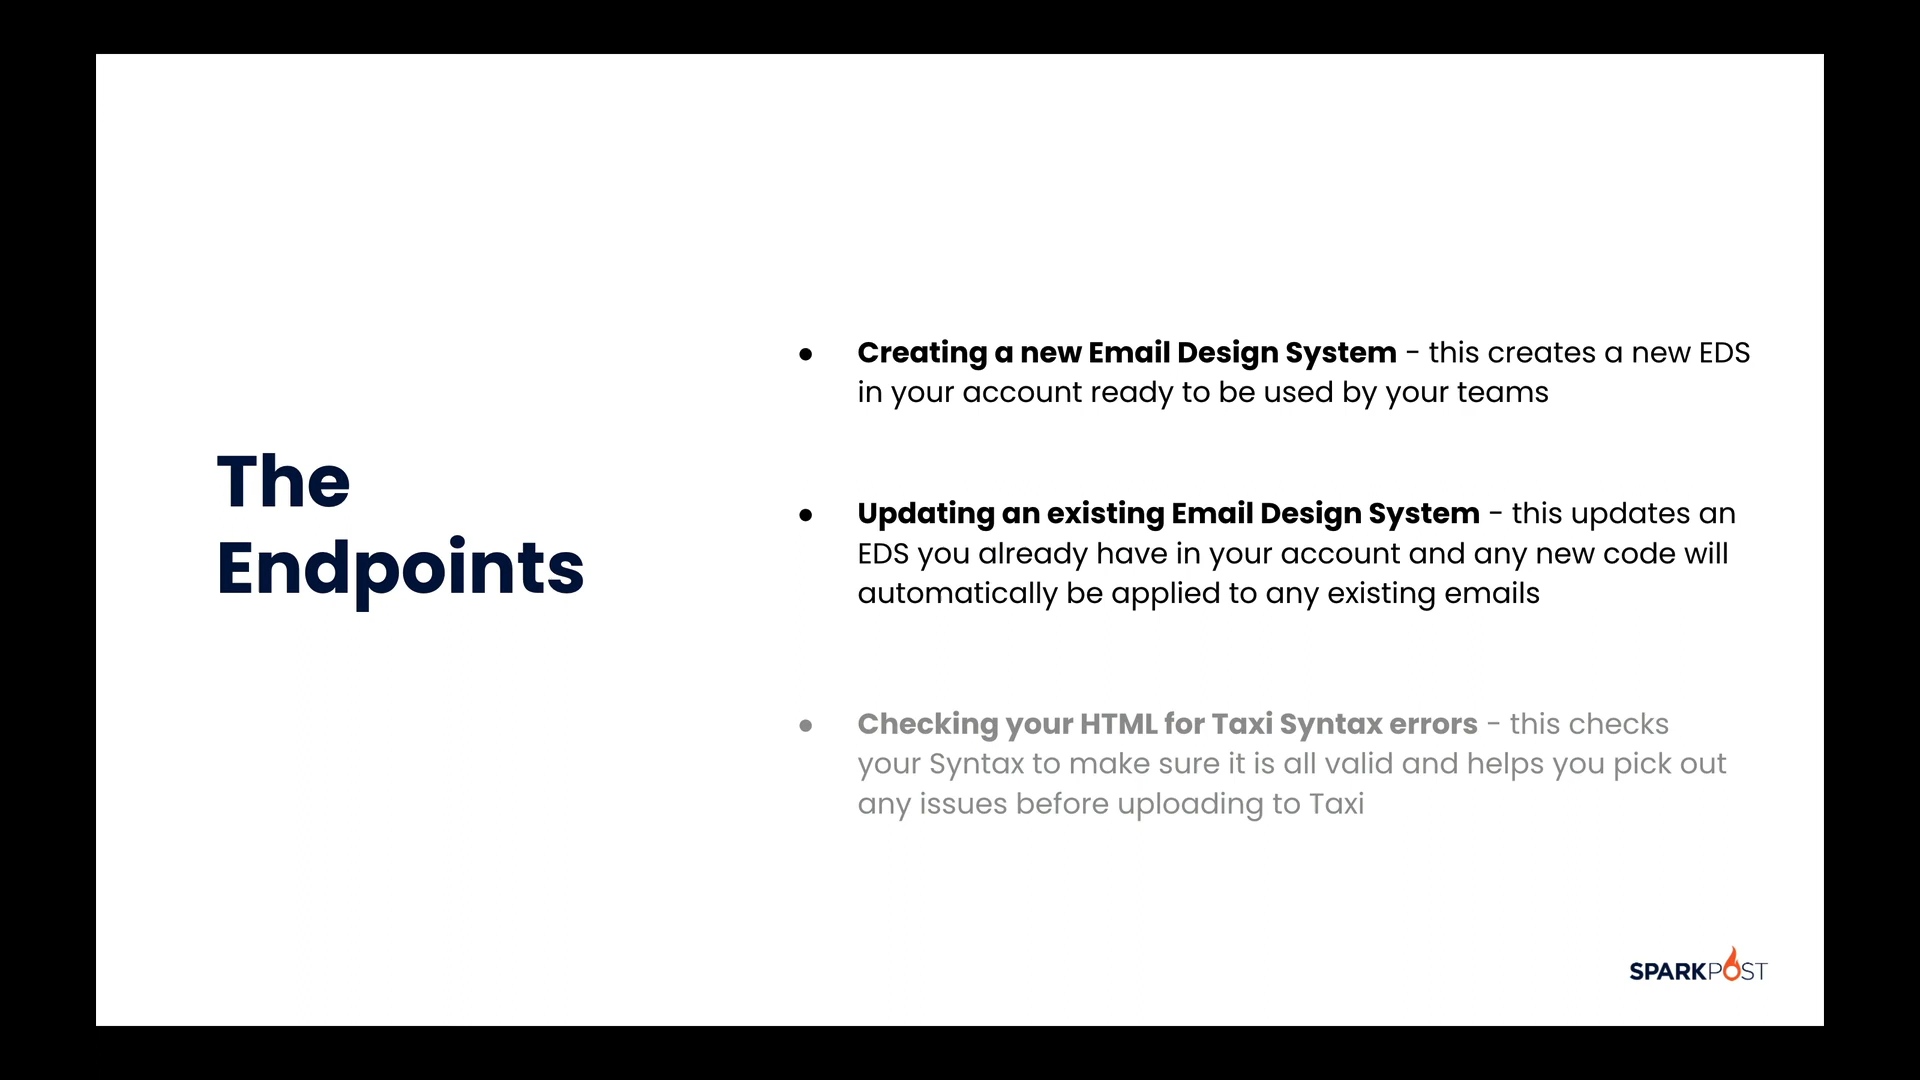 The
Endpoints
● Creating a new Email Design System - this creates a new EDS
in your account ready to be used by your teams
● Updating an existing Email Design System - this updates an
EDS you already have in your account and any new code will
automatically be applied to any existing emails
● Checking your HTML for Taxi Syntax errors - this checks
your Syntax to make sure it is all valid and helps you pick out
any issues before uploading to Taxi
SPARKPOST